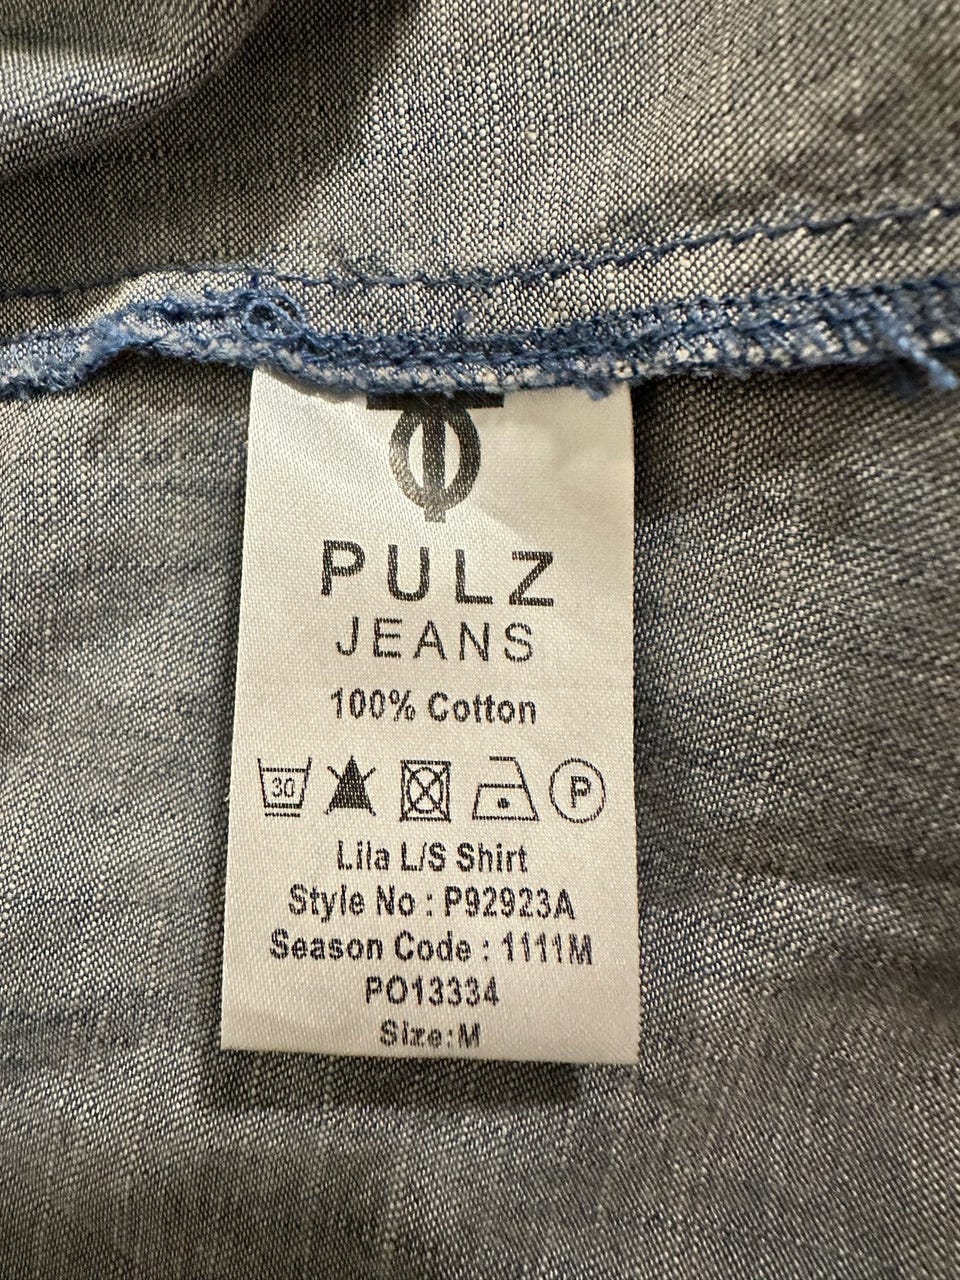 PULZ
JEANS
100% Cotton
30 P
Lila L/S Shirt
Style No : P92923A
Season Code : 1111M
PO13334
Size:M